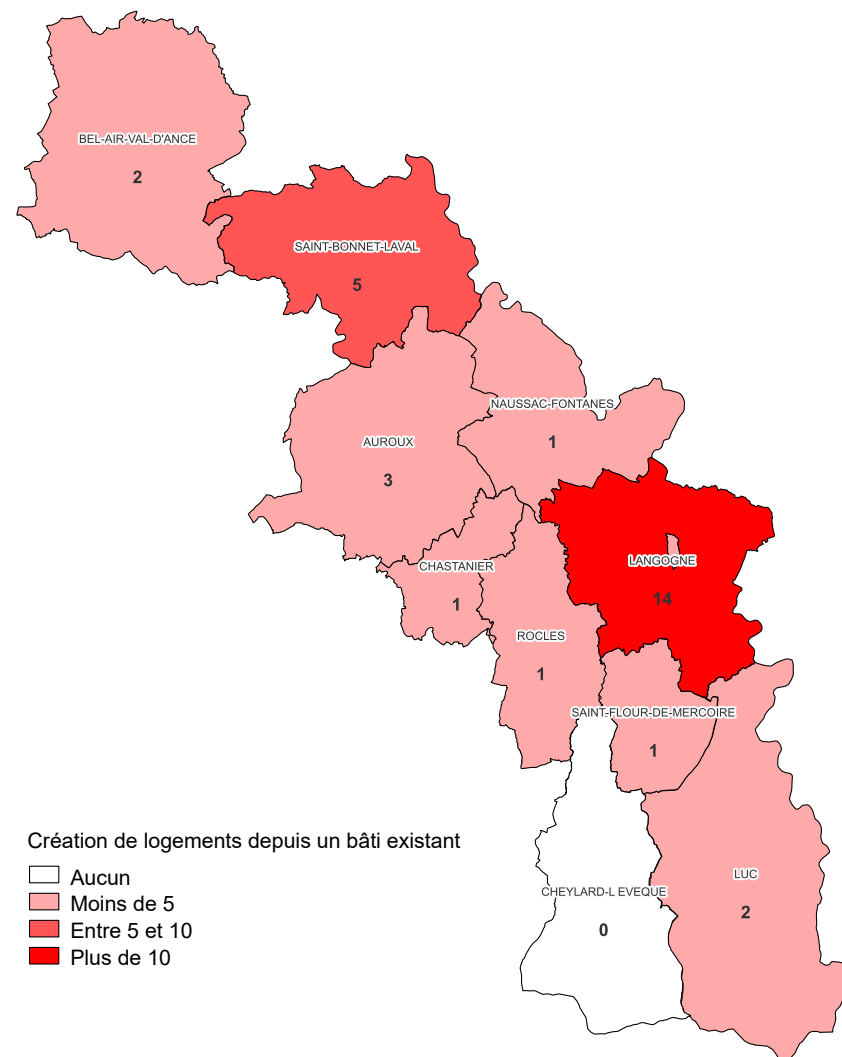 BEL-AIR-VAL-D'ANCE
2
SAINT-BONNET-LAVAL
5
NAUSSAC-FONTANES
1
AUROUX
3
LANGOGNE
14
CHASTANIER
1
ROCLES
1
SAINT-FLOUR-DE-MERCOIRE
1
LUC
2
CHEYLARD-L EVEQUE
0
Création de logements depuis un bâti existant
Aucun
Moins de 5
Entre 5 et 10
Plus de 10